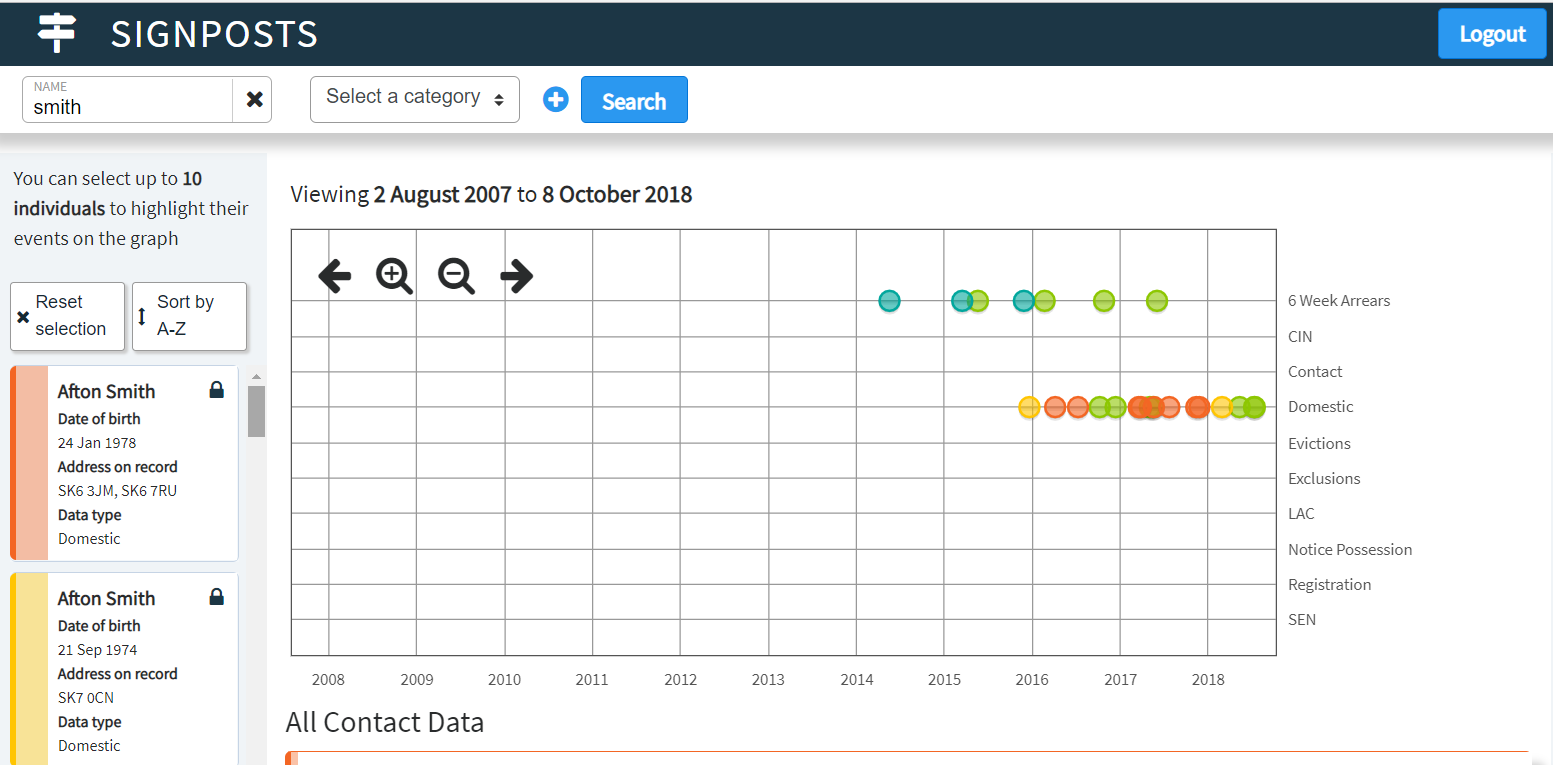 SIGNPOSTS
Logout
NAME
smith
Select a category
Search
You can select up to 10
individuals to highlight their
events on the graph
Reset
selection
Sort by
A-Z
Afton Smith
Date of birth
24 Jan 1978
Address on record
SK6 3JM, SK6 7RU
Data type
Domestic
Afton Smith
Date of birth
21 Sep 1974
Address on record
SK7 0CN
Data type
Domestic
Viewing 2 August 2007 to 8 October 2018
6 Week Arrears
CIN
Contact
Domestic
Evictions
Exclusions
LAC
Notice Possession
Registration
SEN
2008 2009 2010 2011 2012 2013 2014 2015 2016 2017 2018
All Contact Data